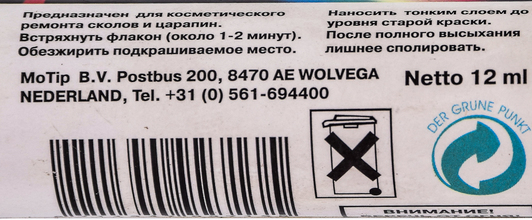 Предназначен для косметического
ремонта сколов и царапин.
Встряхнуть флакон (около 1-2 минут).
Обезжирить подкрашиваемое место.
Наносить тонким слоем до
уровня старой краски.
После полного высыхания
лишнее сполировать.
MoTip B.V. Postbus 200, 8470 AE WOLVEGA
NEDERLAND, Tel. +31 (0) 561-694400
Netto 12 ml
DER GRUNE PUNKT
ВНИМАНИЕ!